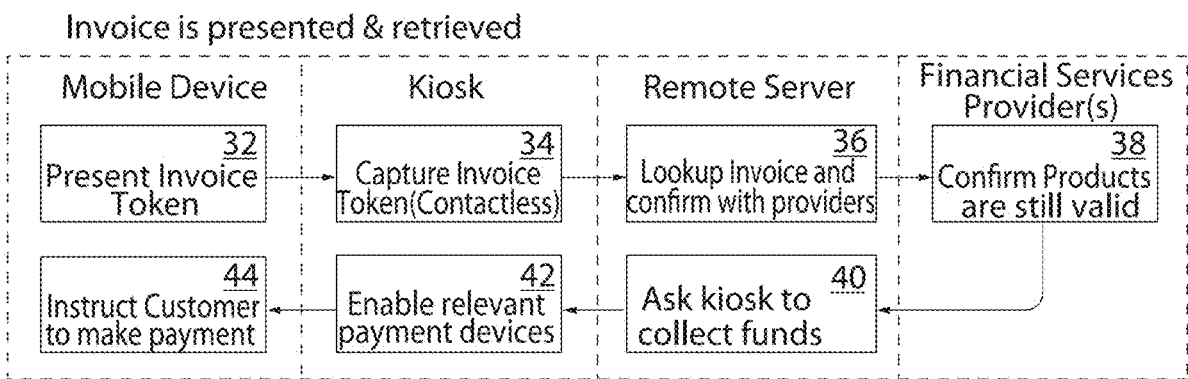 Invoice is presented & retrieved
Mobile Device
Kiosk
Remote Server
Financial Services
Provider(s)
32
Present Invoice
Token
34
Capture Invoice
Token(Contactless)
36
Lookup Invoice and
confirm with providers
38
Confirm Products
are still valid
44
Instruct Customer
to make payment
42
Enable relevant
payment devices
40
Ask kiosk to
collect funds